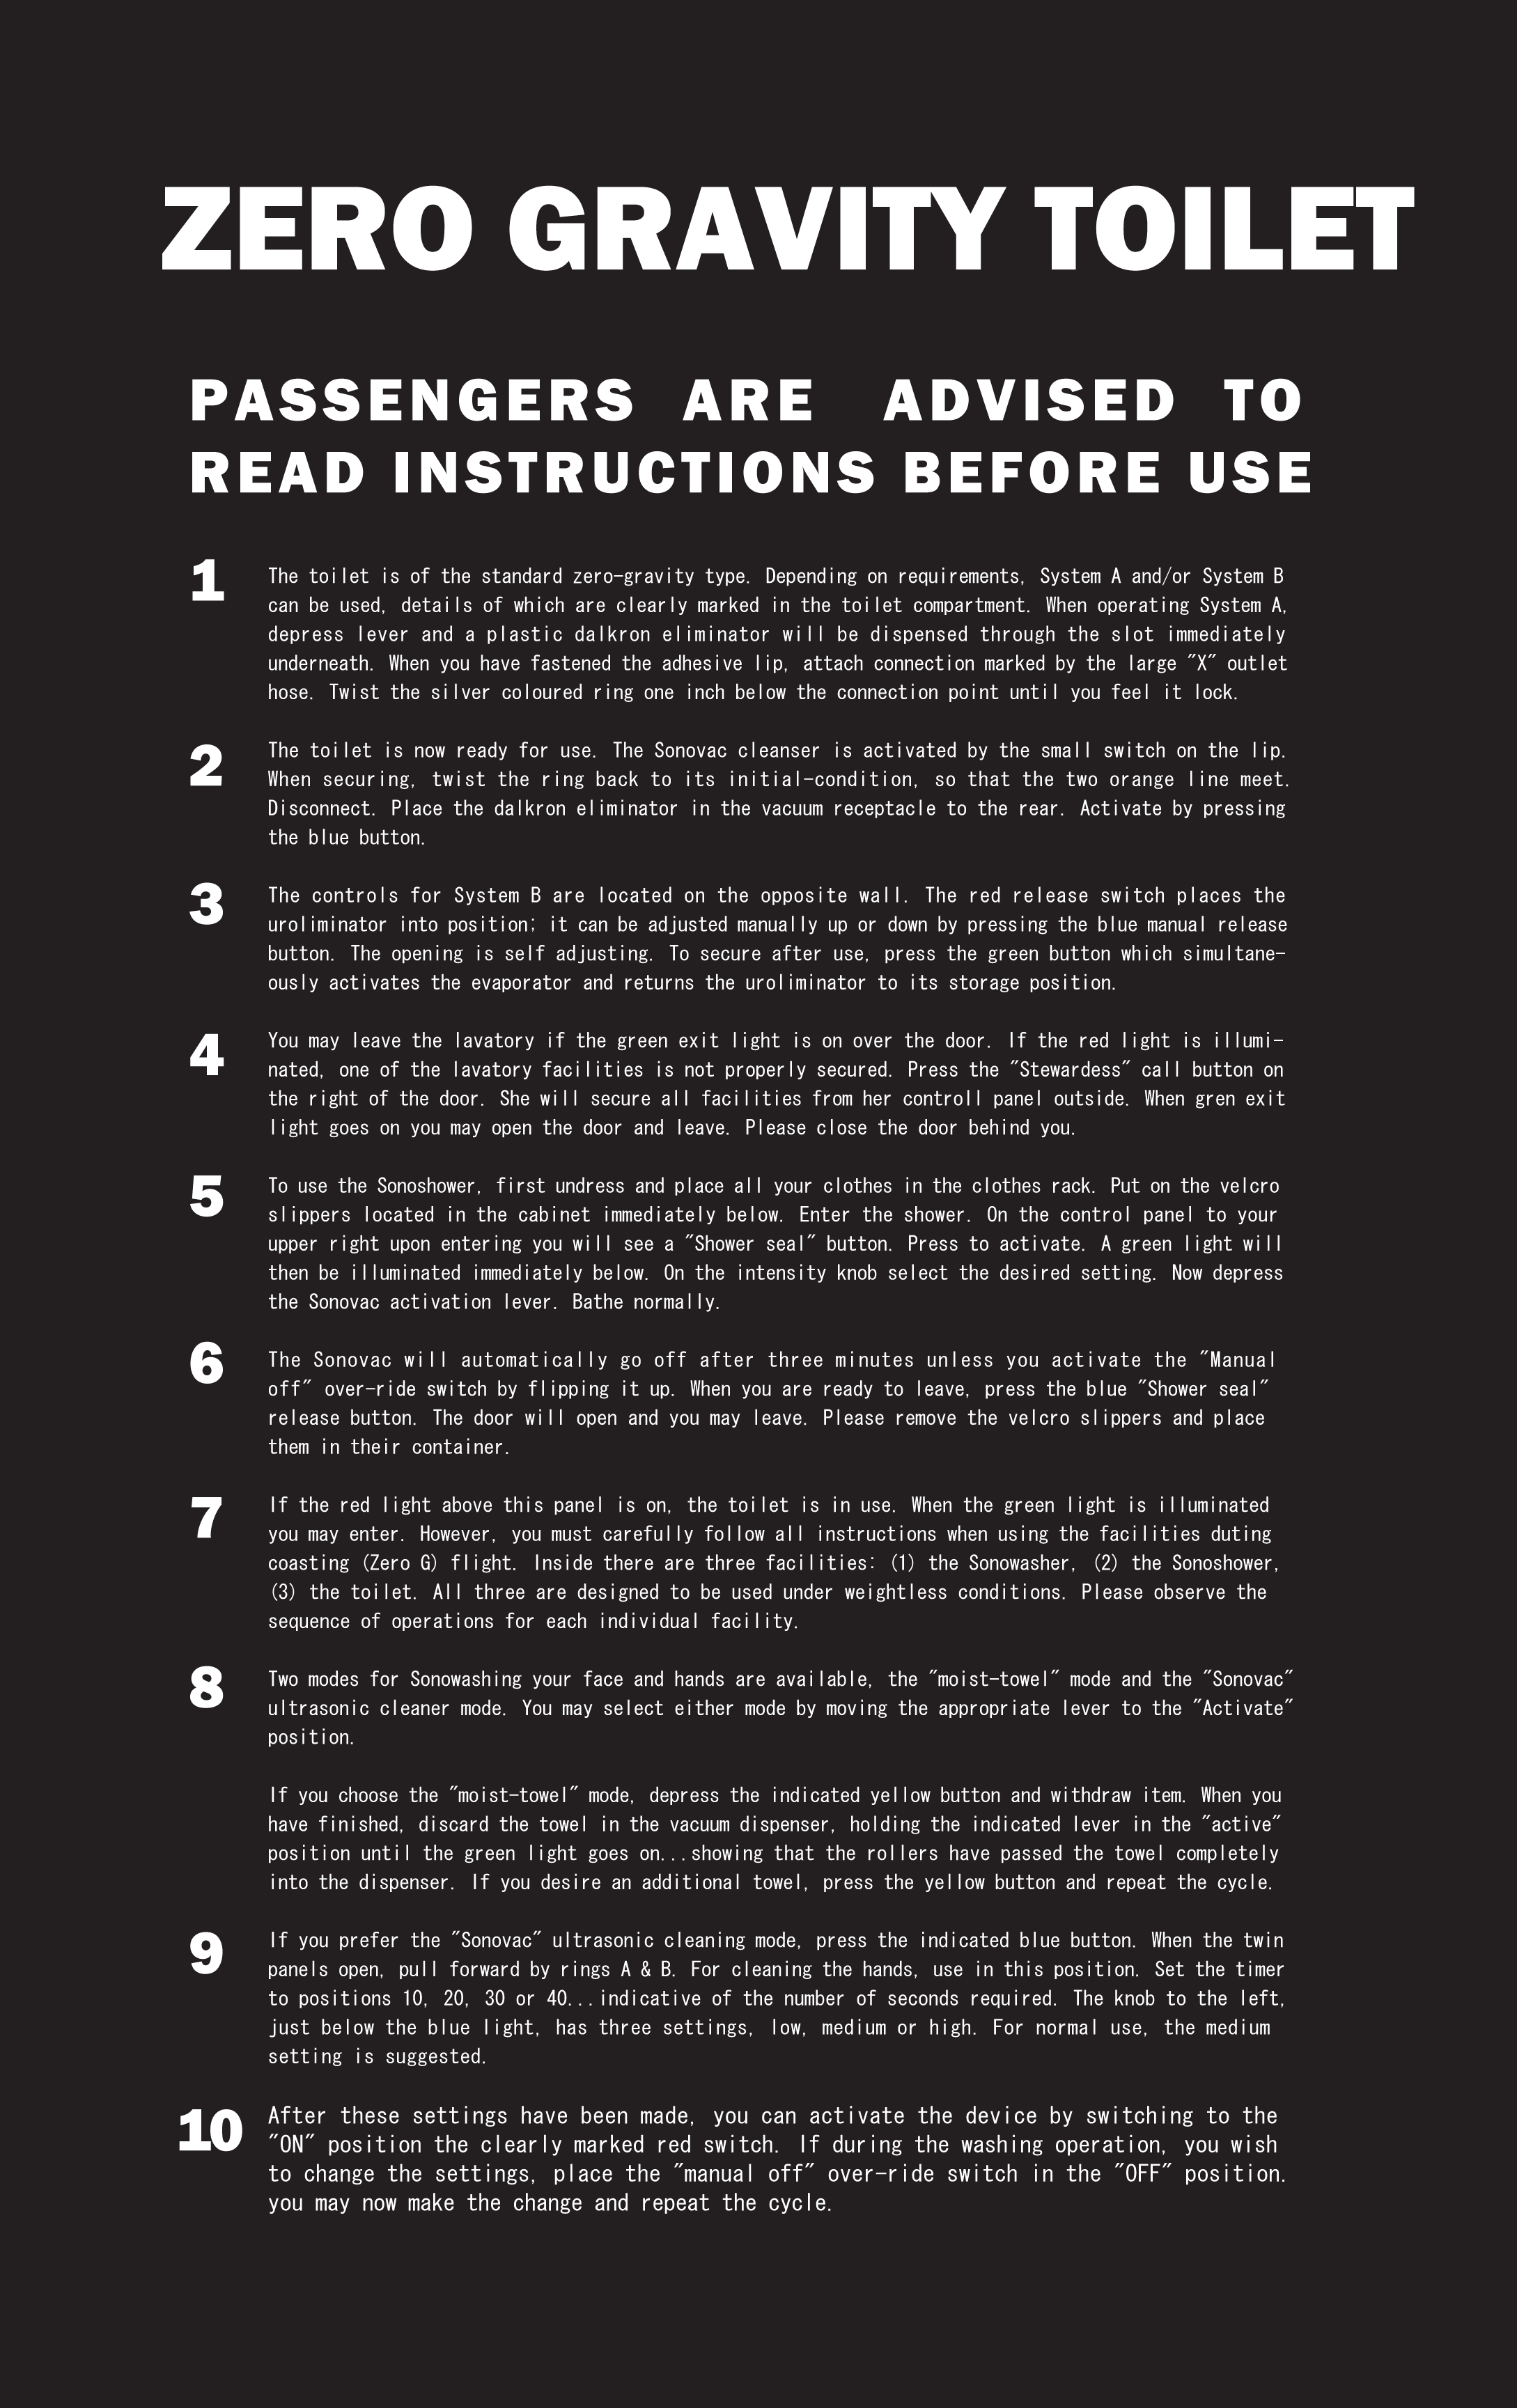 ZERO GRAVITY TOILET
PASSENGERS ARE ADVISED TO
READ INSTRUCTIONS BEFORE USE
1 The toilet is of the standard zero-gravity type. Depending on requirements, System A and/or System B
can be used, details of which are clearly marked in the toilet compartment. When operating System A,
depress lever and a plastic dalkron eliminator will be dispensed through the slot immediately
underneath. When you have fastened the adhesive lip, attach connection marked by the large "X" outlet
hose. Twist the silver coloured ring one inch below the connection point until you feel it lock.
2 The toilet is now ready for use. The Sonovac cleanser is activated by the small switch on the lip.
When securing, twist the ring back to its initial-condition, so that the two orange line meet.
Disconnect. Place the dalkron eliminator in the vacuum receptacle to the rear. Activate by pressing
the blue button.
3 The controls for System B are located on the opposite wall. The red release switch places the
uroliminator into position; it can be adjusted manually up or down by pressing the blue manual release
button. The opening is self adjusting. To secure after use, press the green button which simultane-
ously activates the evaporator and returns the uroliminator to its storage position.
4 You may leave the lavatory if the green exit light is on over the door. If the red light is illumi-
nated, one of the lavatory facilities is not properly secured. Press the "Stewardess" call button on
the right of the door. She will secure all facilities from her controll panel outside. When gren exit
light goes on you may open the door and leave. Please close the door behind you.
5 To use the Sonoshower, first undress and place all your clothes in the clothes rack. Put on the velcro
slippers located in the cabinet immediately below. Enter the shower. On the control panel to your
upper right upon entering you will see a "Shower seal" button. Press to activate. A green light will
then be illuminated immediately below. On the intensity knob select the desired setting. Now depress
the Sonovac activation lever. Bathe normally.
6 The Sonovac will automatically go off after three minutes unless you activate the "Manual
off" over-ride switch by flipping it up. When you are ready to leave, press the blue "Shower seal"
release button. The door will open and you may leave. Please remove the velcro slippers and place
them in their container.
7 If the red light above this panel is on, the toilet is in use. When the green light is illuminated
you may enter. However, you must carefully follow all instructions when using the facilities duting
coasting (Zero G) flight. Inside there are three facilities: (1) the Sonowasher, (2) the Sonoshower,
(3) the toilet. All three are designed to be used under weightless conditions. Please observe the
sequence of operations for each individual facility.
8 Two modes for Sonowashing your face and hands are available, the "moist-towel" mode and the "Sonovac"
ultrasonic cleaner mode. You may select either mode by moving the appropriate lever to the "Activate"
position.
If you choose the "moist-towel" mode, depress the indicated yellow button and withdraw item. When you
have finished, discard the towel in the vacuum dispenser, holding the indicated lever in the "active"
position until the green light goes on...showing that the rollers have passed the towel completely
into the dispenser. If you desire an additional towel, press the yellow button and repeat the cycle.
9 If you prefer the "Sonovac" ultrasonic cleaning mode, press the indicated blue button. When the twin
panels open, pull forward by rings A & B. For cleaning the hands, use in this position. Set the timer
to positions 10, 20, 30 or 40...indicative of the number of seconds required. The knob to the left,
just below the blue light, has three settings, low, medium or high. For normal use, the medium
setting is suggested.
10 After these settings have been made, you can activate the device by switching to the
"ON" position the clearly marked red switch. If during the washing operation, you wish
to change the settings, place the "manual off" over-ride switch in the "OFF" position.
you may now make the change and repeat the cycle.